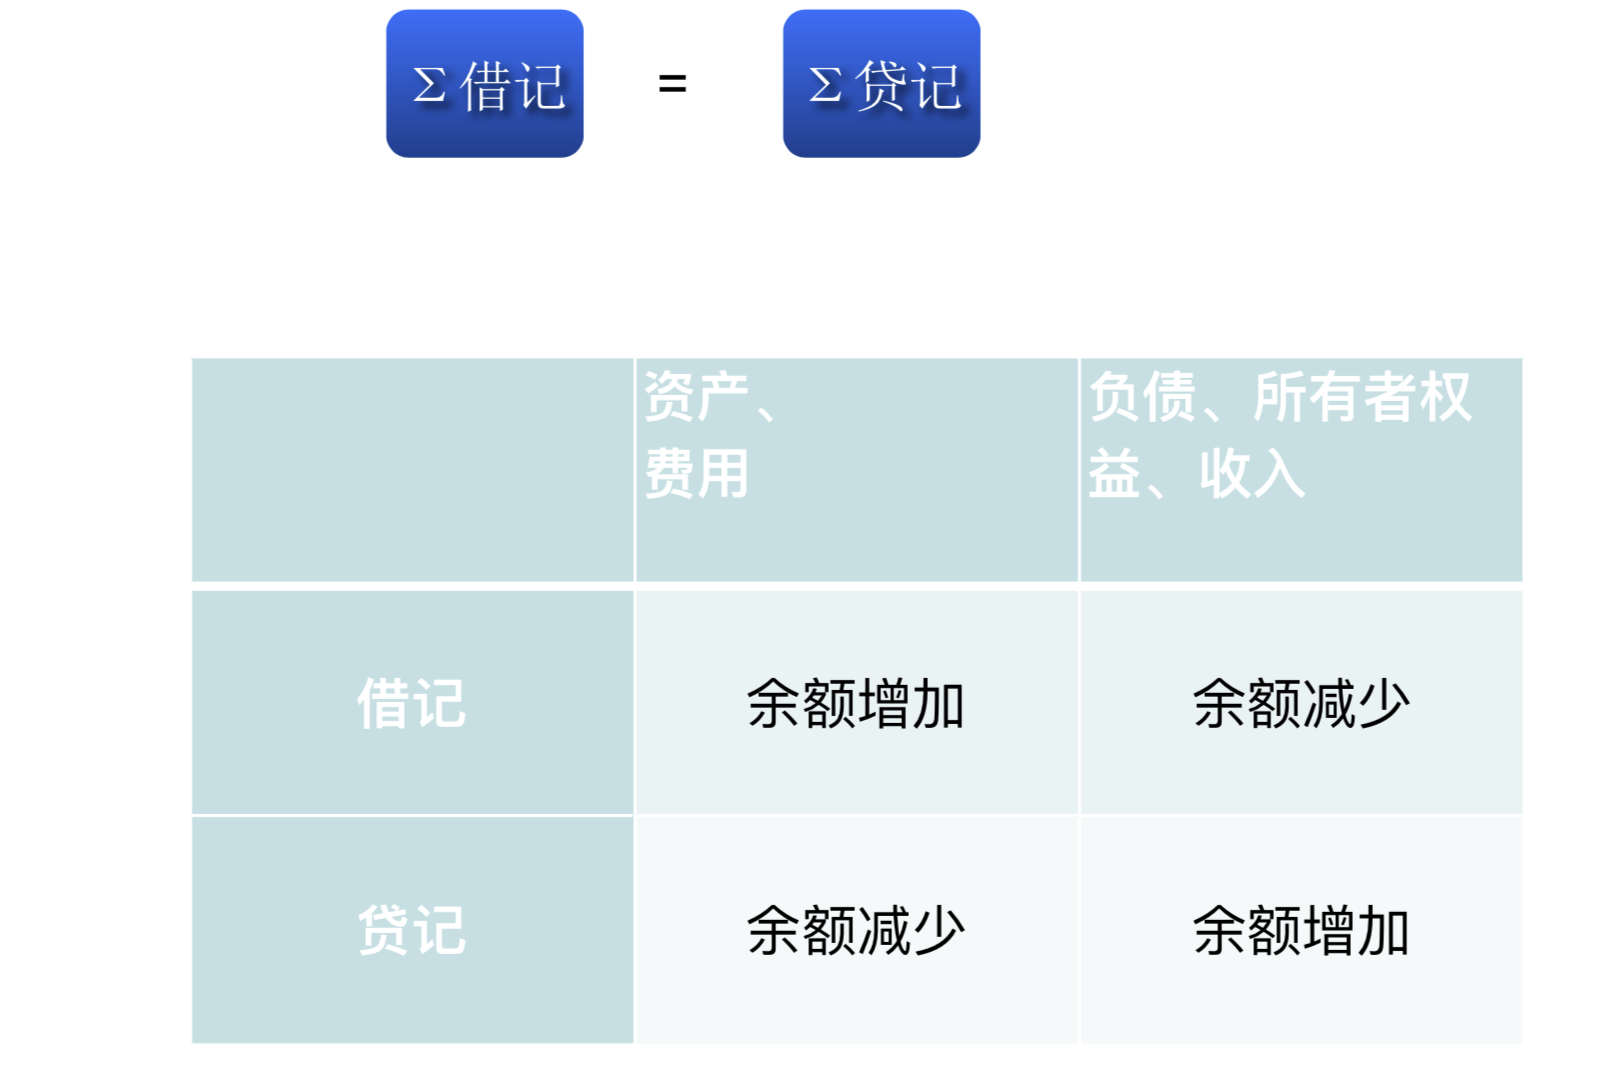 Σ借记 = Σ贷记
资产、 负债、所有者权
费用 益、收入
借记 余额增加 余额减少
贷记 余额减少 余额增加